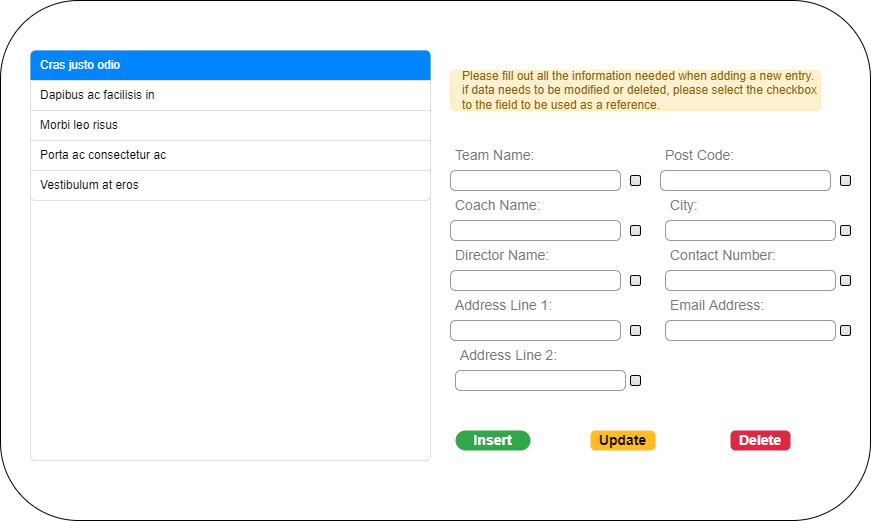 Cras justo odio
Dapibus ac facilisis in
Morbi leo risus
Porta ac consectetur ac
Vestibulum at eros
Please fill out all the information needed when adding a new entry.
if data needs to be modified or deleted, please select the checkbox
to the field to be used as a reference.
Team Name:
Post Code:
Coach Name:
City:
Director Name:
Contact Number:
Address Line 1:
Email Address:
Address Line 2:
Insert
Update
Delete